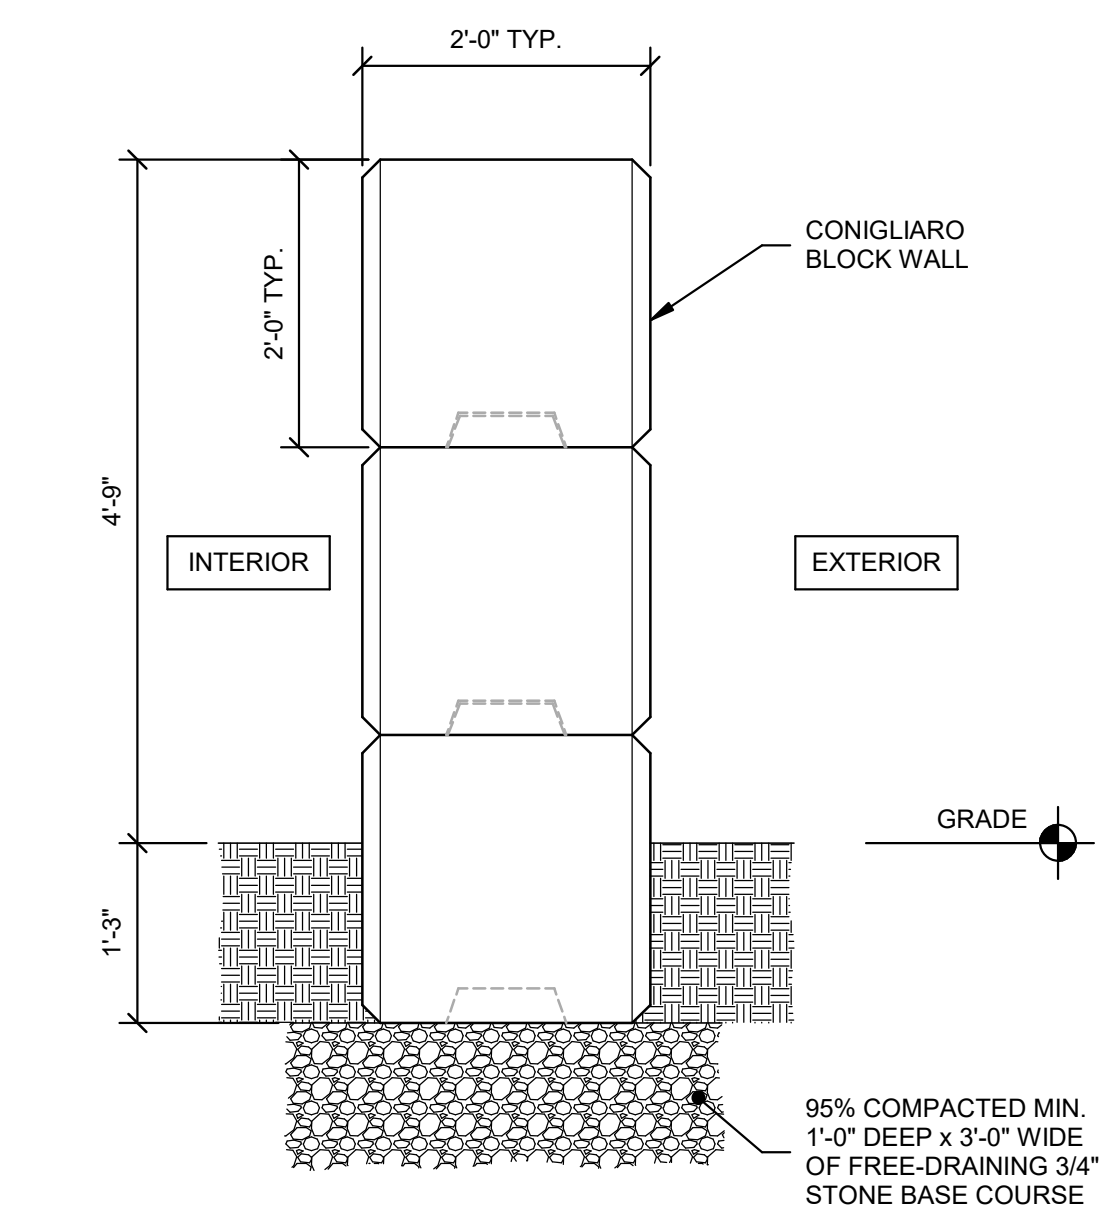 2'-0" TYP.
2'-0" TYP.
CONIGLIARO
BLOCK WALL
4'-9"
INTERIOR
EXTERIOR
GRADE
1'-3"
95% COMPACTED MIN.
1'-0" DEEP x 3'-0" WIDE
OF FREE-DRAINING 3/4"
STONE BASE COURSE